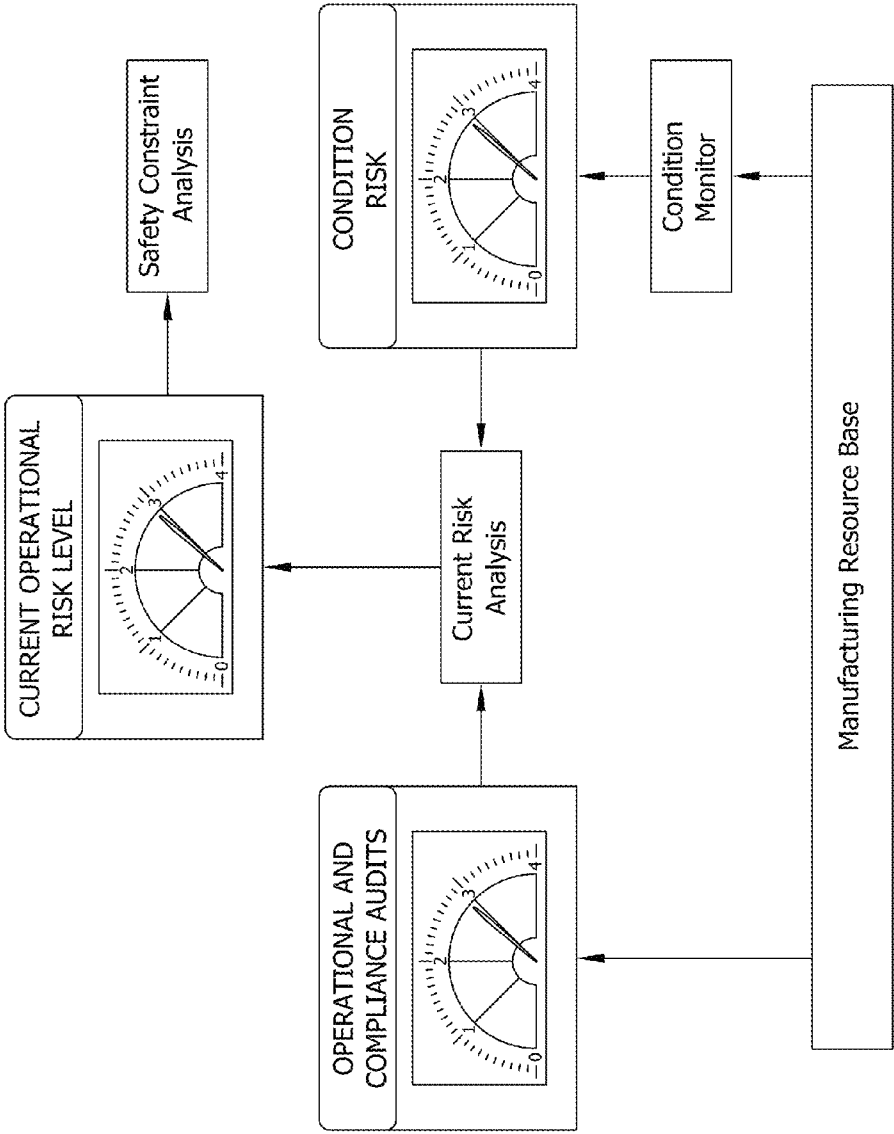 CURRENT OPERATIONAL
RISK LEVEL
0
1
2
3
4
Safety Constraint
Analysis
OPERATIONAL AND
COMPLIANCE AUDITS
0
1
2
3
4
Current Risk
Analysis
CONDITION
RISK
0
1
2
3
4
Condition
Monitor
Manufacturing Resource Base